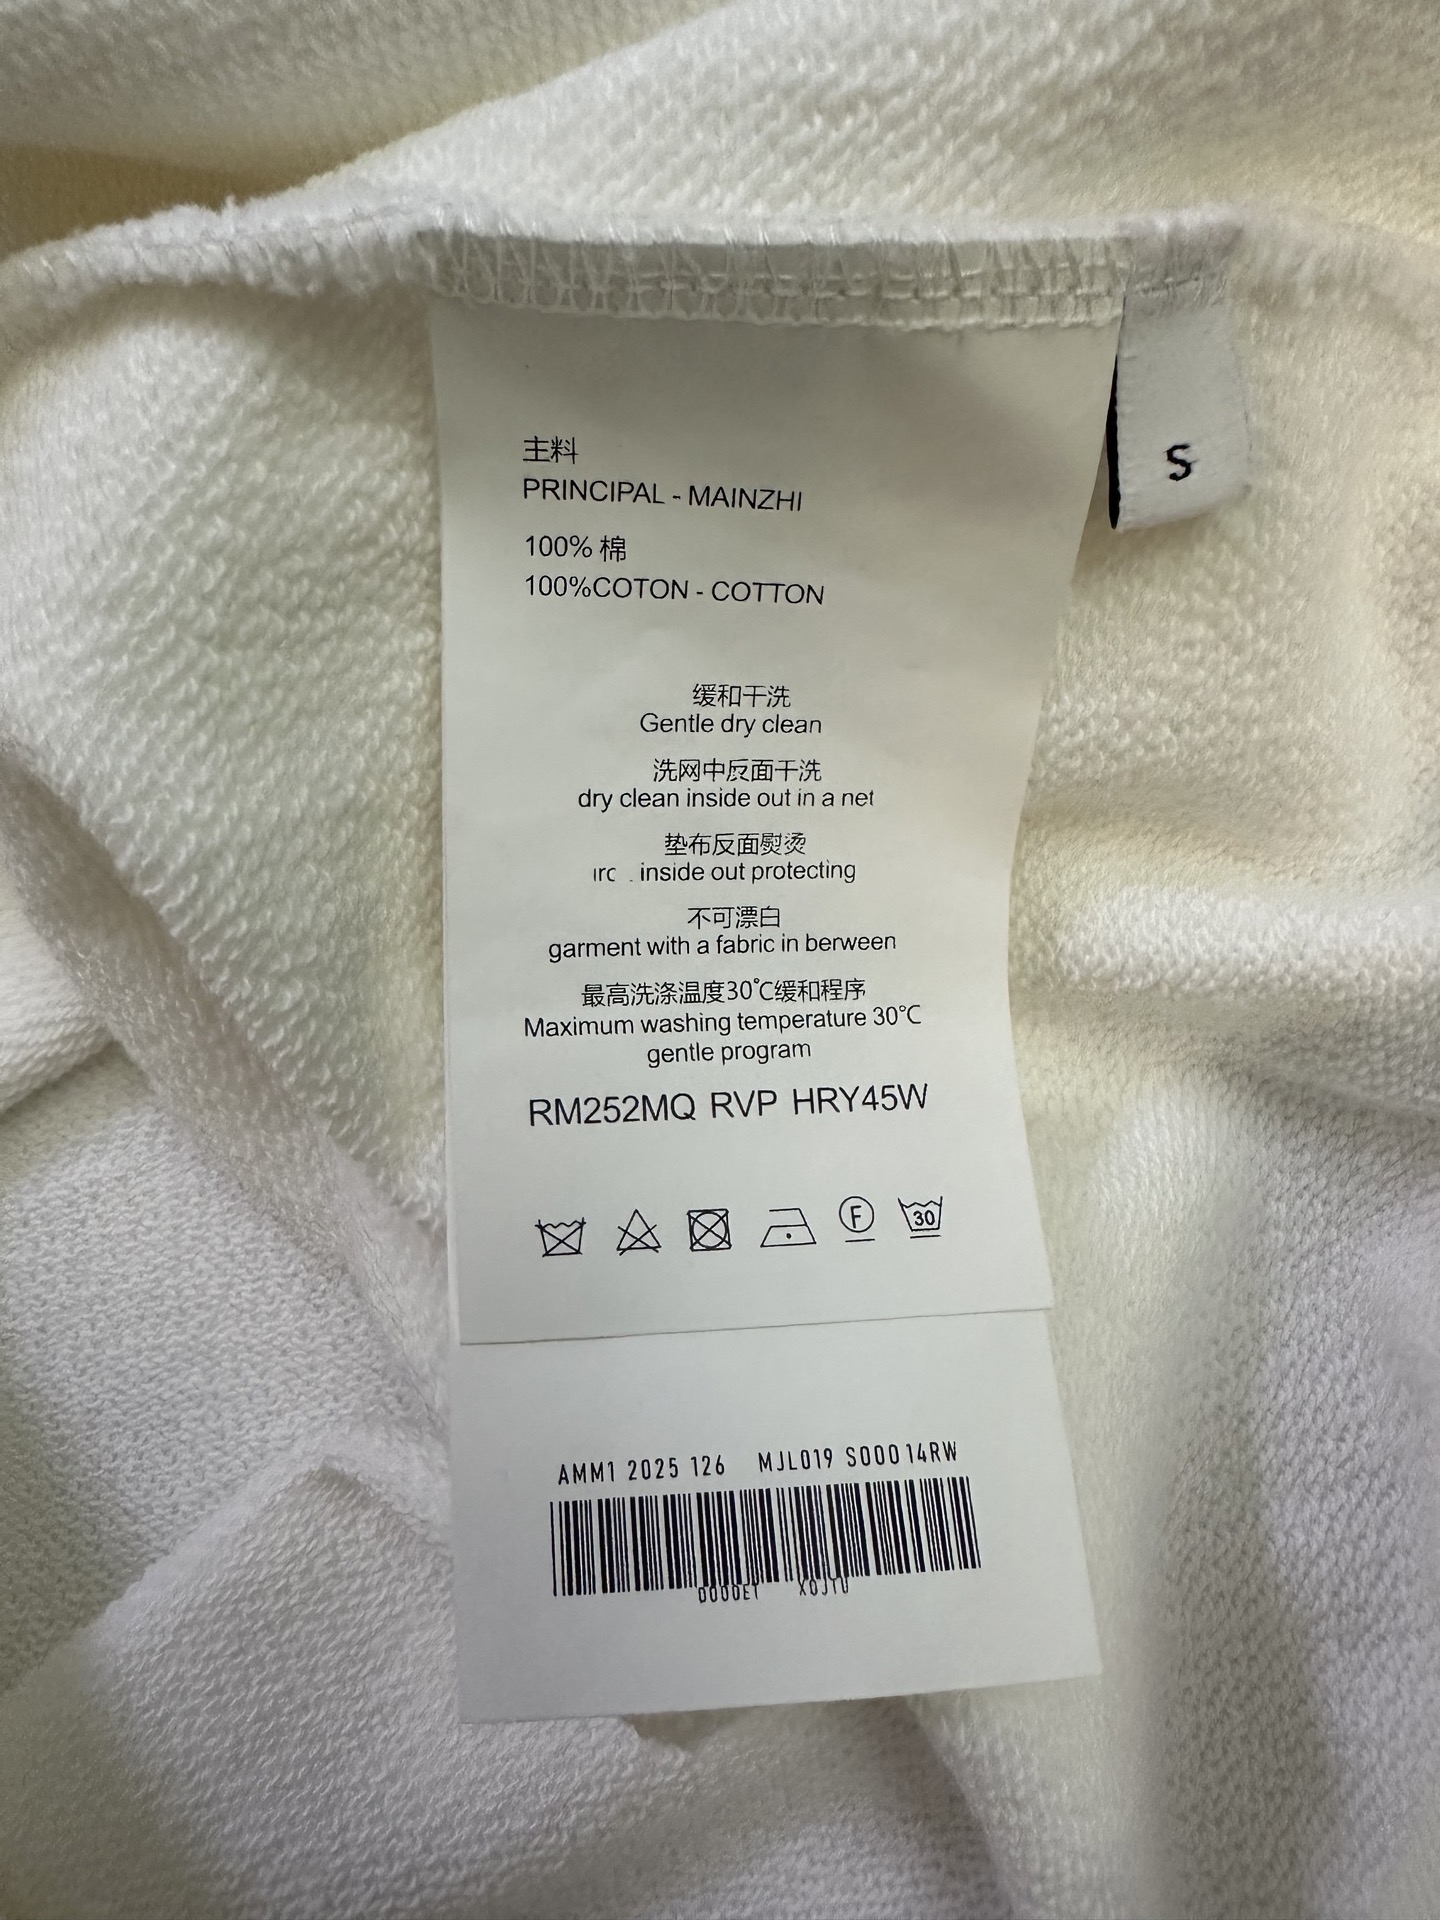 S
主料
PRINCIPAL - MAINZHI
100% 棉
100%COTON - COTTON
缓和干洗
Gentle dry clean
洗网中反面干洗
dry clean inside out in a net
垫布反面熨烫
inside out protecting
不可漂白
garment with a fabric in berween
最高洗涤温度30℃缓和程序
Maximum washing temperature 30℃
gentle program
RM252MQ RVP HRY45W
F 30
AMM1 2025 126 MJL019 S000 14RW